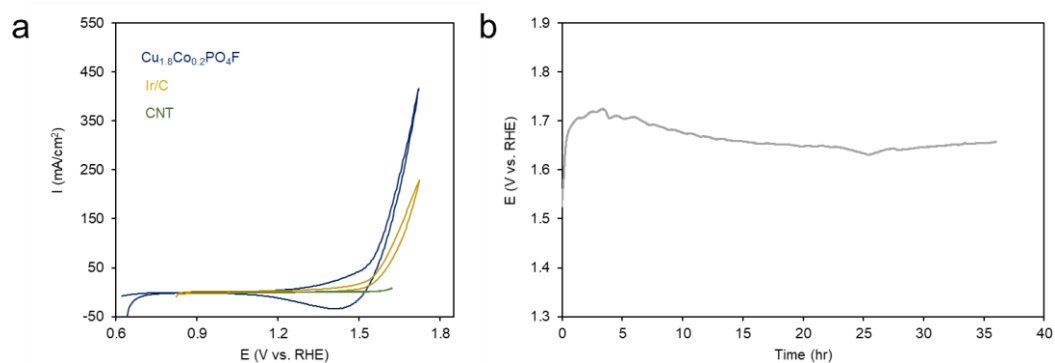 a
550
450
350
250
150
50
-50
I (mA/cm²)
Cu₁.₈Co₀.₂PO₄F
Ir/C
CNT
0.6 0.9 1.2 1.5 1.8
E (V vs. RHE)
b
1.9
1.8
1.7
1.6
1.5
1.4
1.3
E (V vs. RHE)
0 5 10 15 20 25 30 35 40
Time (hr)